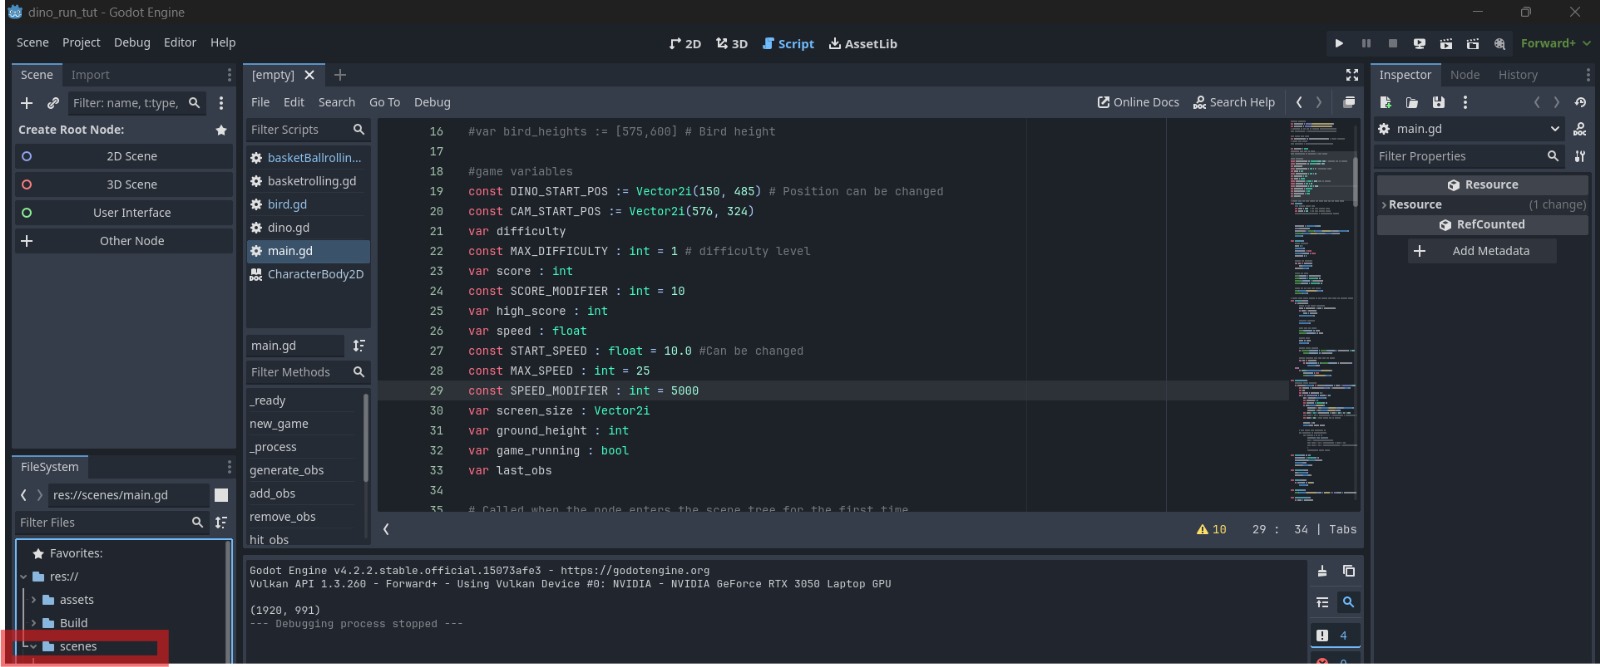 dino_run_tut - Godot Engine
Scene Project Debug Editor Help
2D 3D Script AssetLib
Forward+
Scene Import
Filter: name, t:type,
Create Root Node:
2D Scene
3D Scene
User Interface
Other Node
FileSystem
res://scenes/main.gd
Filter Files
Favorites:
res://
assets
Build
scenes
[empty]
File Edit Search Go To Debug
Online Docs Search Help
Filter Scripts
basketBallrollin...
basketrolling.gd
bird.gd
dino.gd
main.gd
CharacterBody2D
main.gd
Filter Methods
_ready
new_game
_process
generate_obs
add_obs
remove_obs
hit_obs
16 #var bird_heights := [575,600] # Bird height
17
18 #game variables
19 const DINO_START_POS := Vector2i(150, 485) # Position can be changed
20 const CAM_START_POS := Vector2i(576, 324)
21 var difficulty
22 const MAX_DIFFICULTY : int = 1 # difficulty level
23 var score : int
24 const SCORE_MODIFIER : int = 10
25 var high_score : int
26 var speed : float
27 const START_SPEED : float = 10.0 #Can be changed
28 const MAX_SPEED : int = 25
29 const SPEED_MODIFIER : int = 5000
30 var screen_size : Vector2i
31 var ground_height : int
32 var game_running : bool
33 var last_obs
34
35 # Called when the node enters the scene tree for the first time
10 29 : 34 | Tabs
Godot Engine v4.2.2.stable.official.15073afe3 - https://godotengine.org
Vulkan API 1.3.260 - Forward+ - Using Vulkan Device #0: NVIDIA - NVIDIA GeForce RTX 3050 Laptop GPU
(1920, 991)
--- Debugging process stopped ---
4
Inspector Node History
main.gd
Filter Properties
Resource
Resource (1 change)
RefCounted
Add Metadata